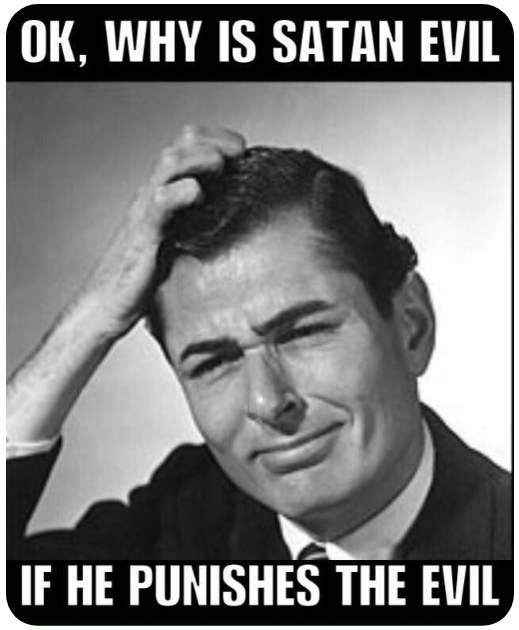 OK, WHY IS SATAN EVIL
IF HE PUNISHES THE EVIL